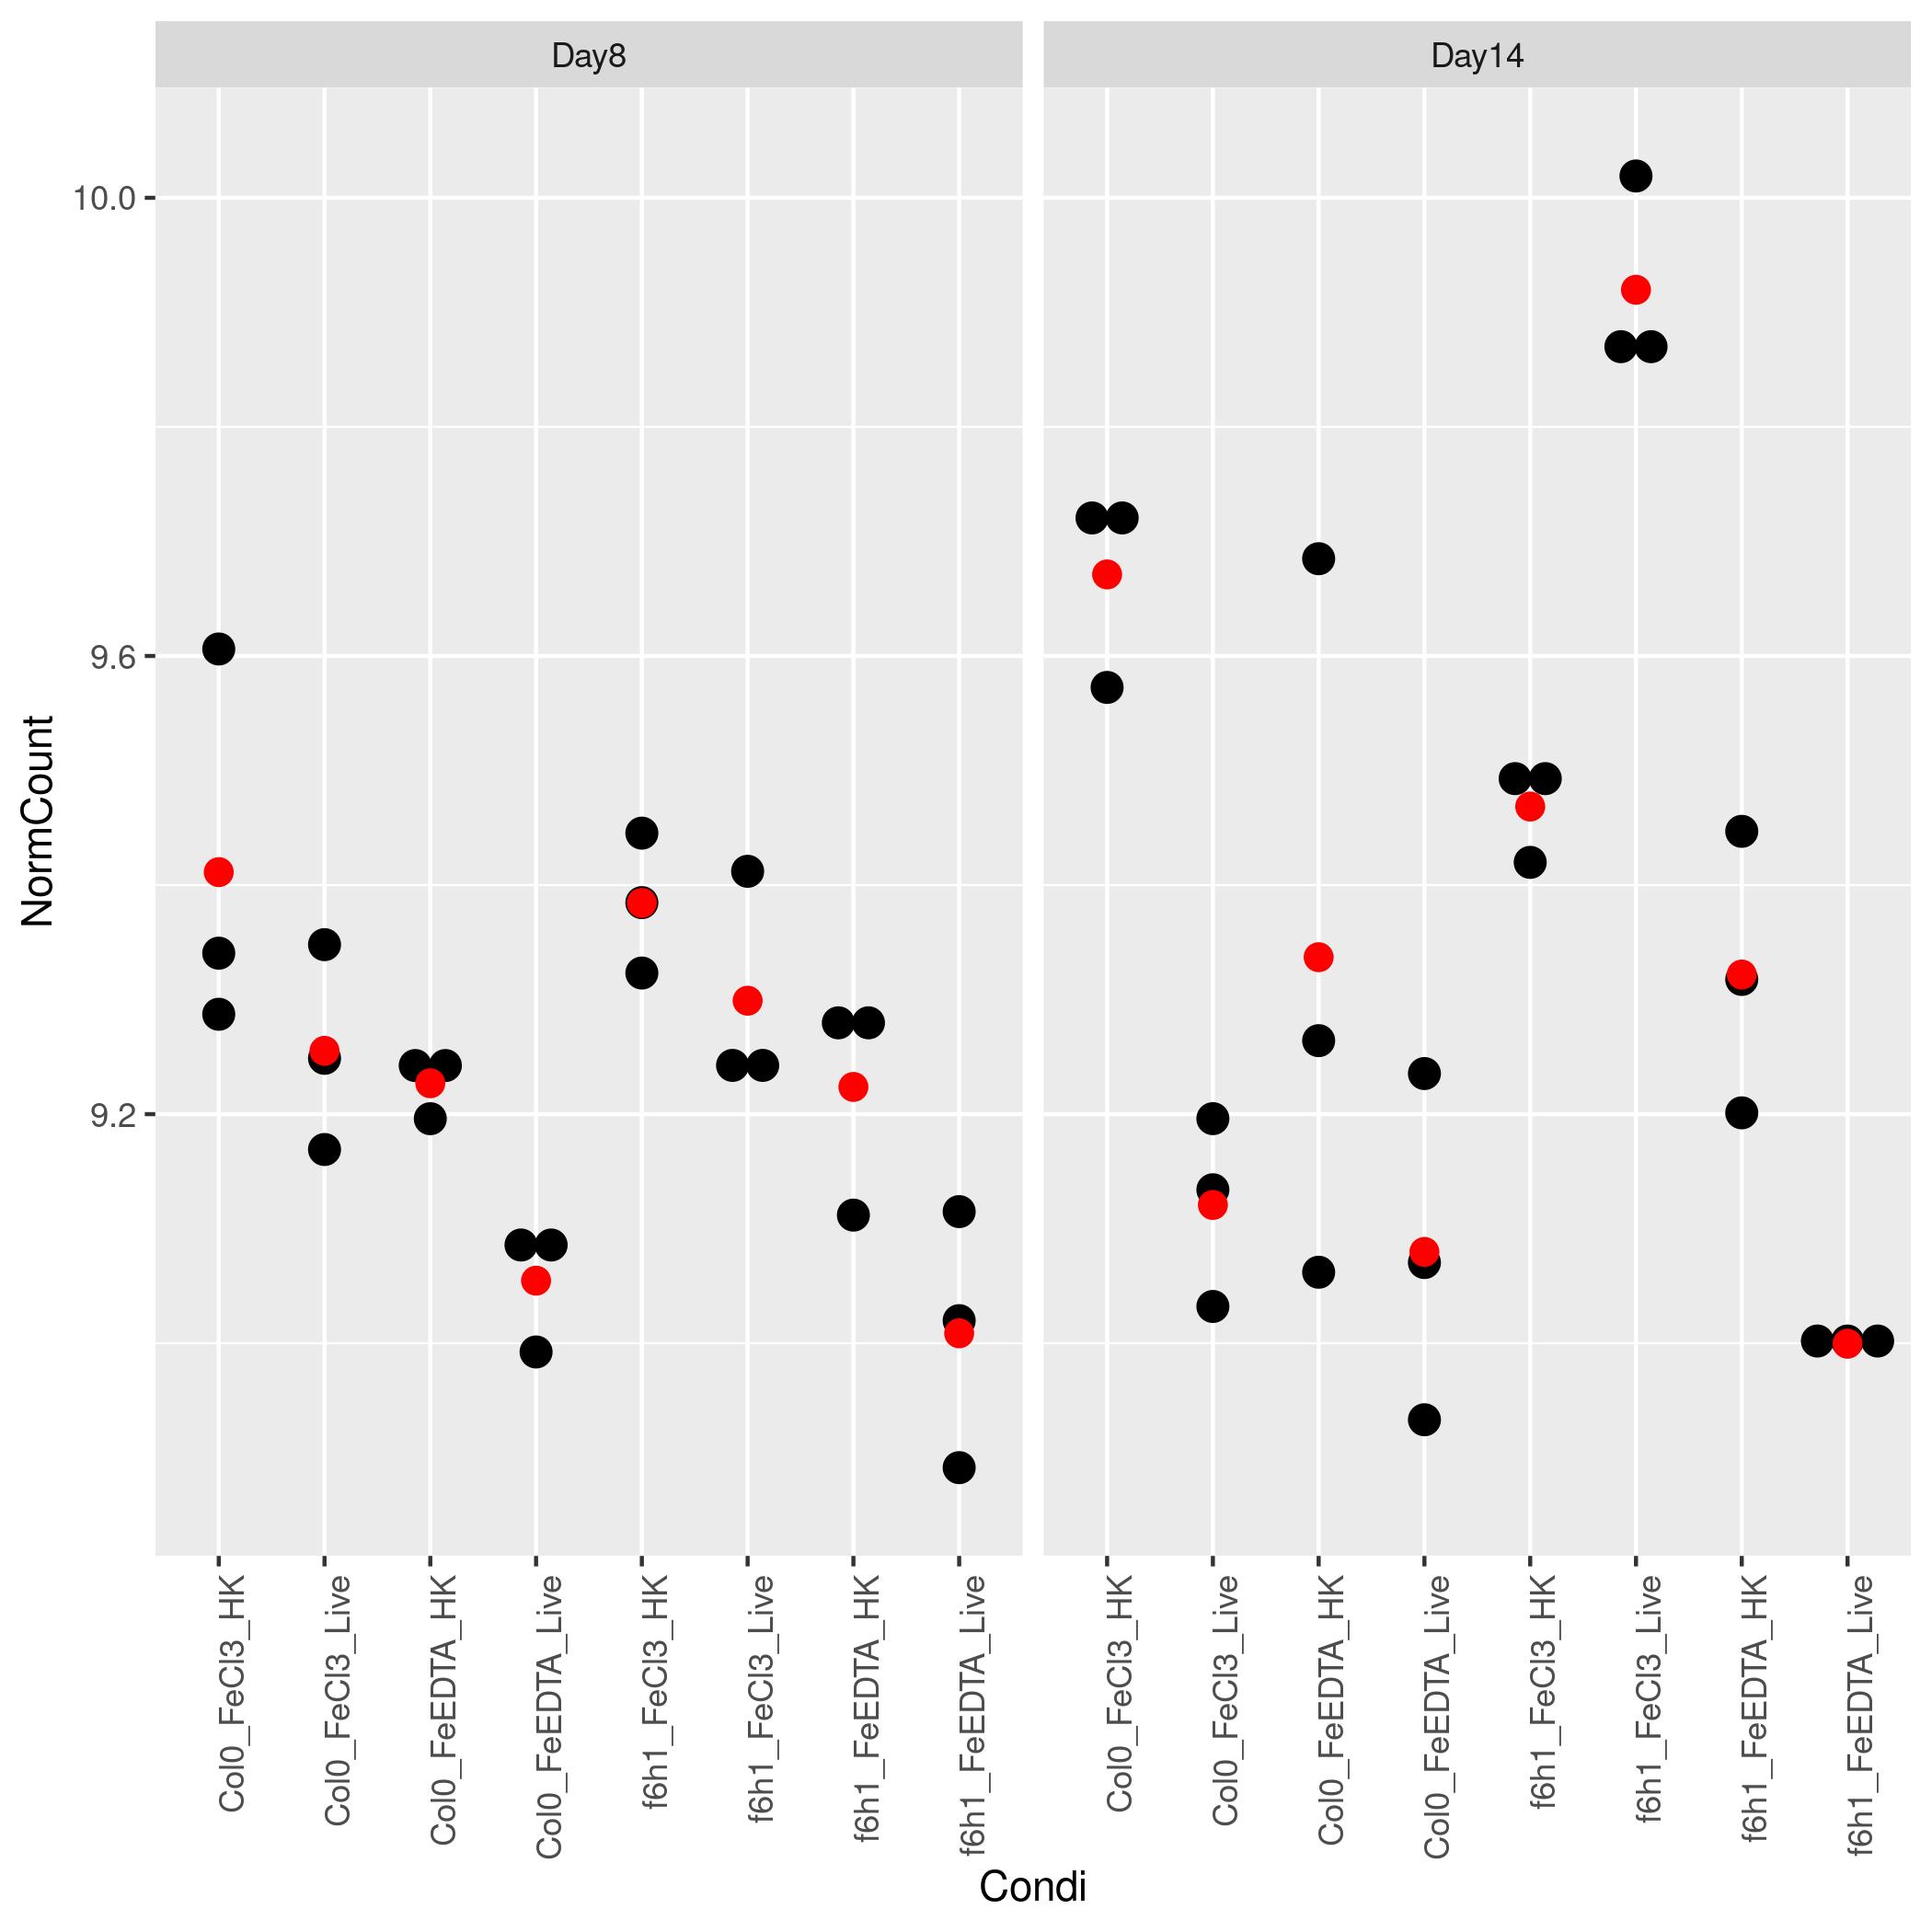 Day8
Day14
10.0
9.6
9.2
NormCount
Col0_FeCl3_HK
Col0_FeCl3_Live
Col0_FeEDTA_HK
Col0_FeEDTA_Live
f6h1_FeCl3_HK
f6h1_FeCl3_Live
f6h1_FeEDTA_HK
f6h1_FeEDTA_Live
Col0_FeCl3_HK
Col0_FeCl3_Live
Col0_FeEDTA_HK
Col0_FeEDTA_Live
f6h1_FeCl3_HK
f6h1_FeCl3_Live
f6h1_FeEDTA_HK
f6h1_FeEDTA_Live
Condi